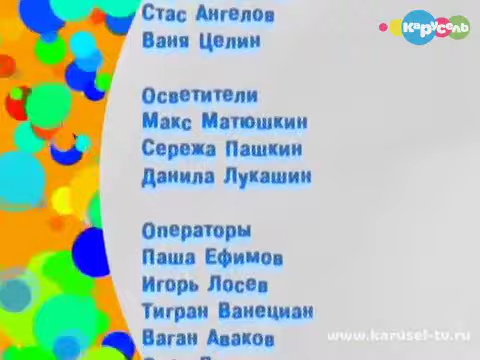 Стас Ангелов
Карусель
Ваня Целин
Осветители
Макс Матюшкин
Сережа Пашкин
Данила Лукашин
Операторы
Паша Ефимов
Игорь Лосев
Тигран Ванециан
Ваган Аваков
www.karusel-tv.ru